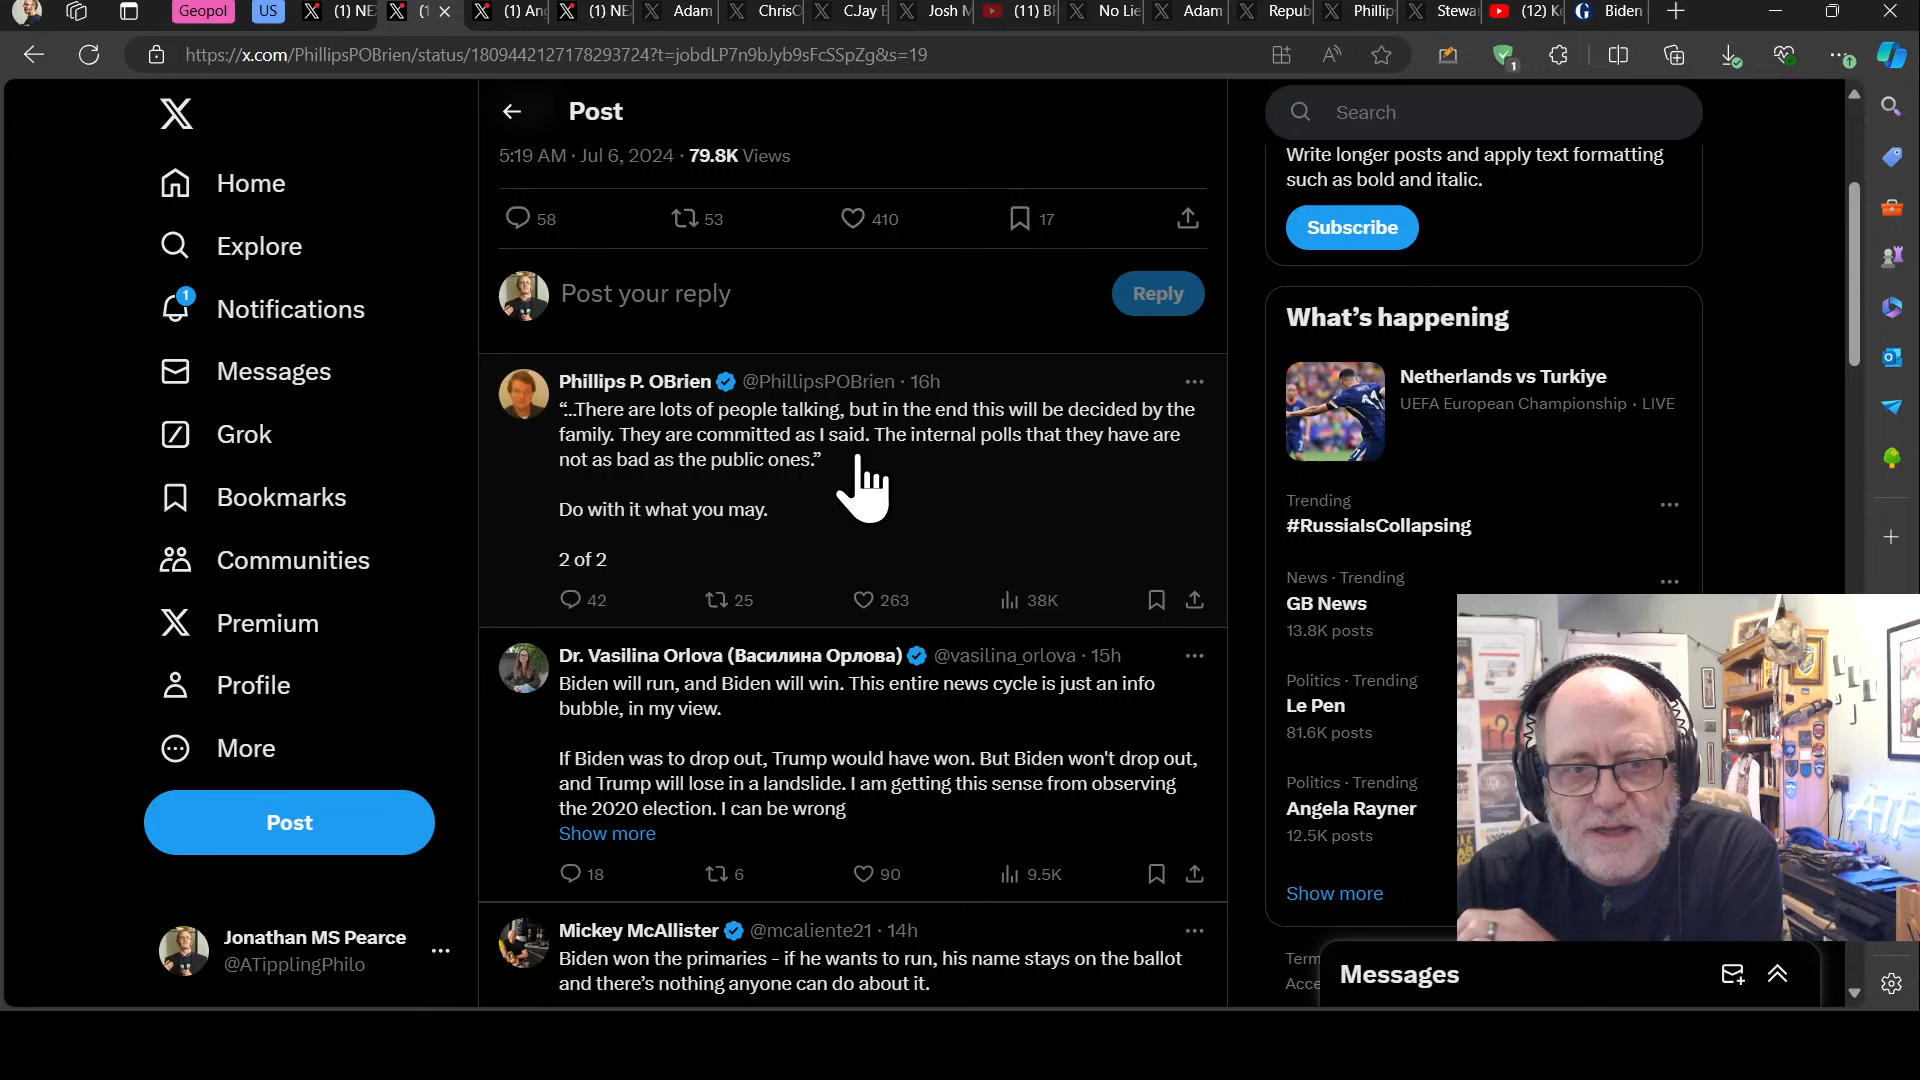 Geopol
US
(1) NE
(1
(1) An
(1) NE
Adam
ChrisC
CJay E
Josh M
(11) B
No Lie
Adam
Repub
Phillip
Stewa
(12) K
Biden
https://x.com/PhillipsPOBrien/status/1809442127178293724?t=jobdLP7n9bJyb9sFcSSpZg&s=19
1
Home
Explore
1
Notifications
Messages
Grok
Bookmarks
Communities
Premium
Profile
More
Post
Jonathan MS Pearce
@ATipplingPhilo
Post
5:19 AM · Jul 6, 2024 · 79.8K Views
58 53 410 17
Post your reply
Reply
Phillips P. OBrien @PhillipsPOBrien · 16h
“...There are lots of people talking, but in the end this will be decided by the
family. They are committed as I said. The internal polls that they have are
not as bad as the public ones.”
Do with it what you may.
2 of 2
42 25 263 38K
Dr. Vasilina Orlova (Василина Орлова) @vasilina_orlova · 15h
Biden will run, and Biden will win. This entire news cycle is just an info
bubble, in my view.
If Biden was to drop out, Trump would have won. But Biden won't drop out,
and Trump will lose in a landslide. I am getting this sense from observing
the 2020 election. I can be wrong
Show more
18 6 90 9.5K
Mickey McAllister @mcaliente21 · 14h
Biden won the primaries - if he wants to run, his name stays on the ballot
and there’s nothing anyone can do about it.
Search
Write longer posts and apply text formatting
such as bold and italic.
Subscribe
What’s happening
Netherlands vs Turkiye
UEFA European Championship · LIVE
Trending
#RussiaIsCollapsing
News · Trending
GB News
13.8K posts
Politics · Trending
Le Pen
81.6K posts
Politics · Trending
Angela Rayner
12.5K posts
Show more
Term
Acce
Messages
ATP